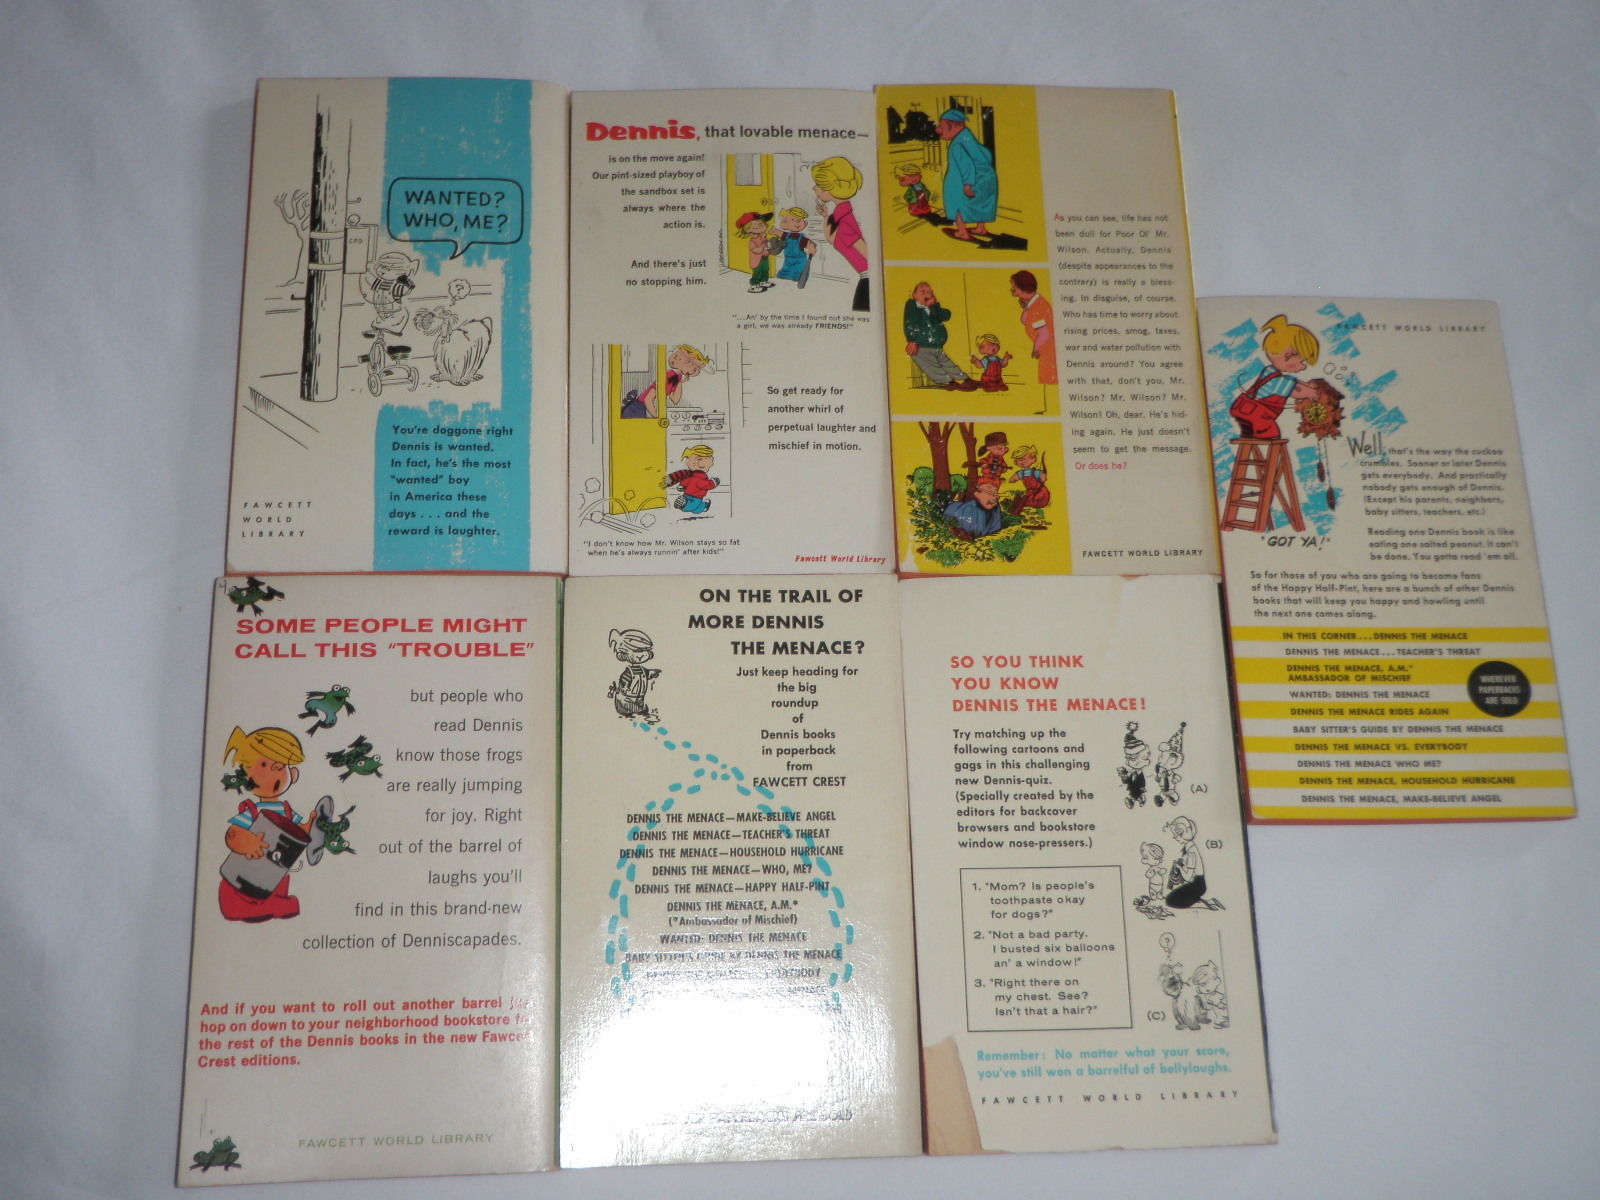 WANTED?
WHO, ME?
CPO
?
You're doggone right
Dennis is wanted.
In fact, he's the most
"wanted" boy
in America these
days . . . and the
reward is laughter.
FAWCETT
WORLD
LIBRARY
Dennis, that lovable menace—
is on the move again!
Our pint-sized playboy of
the sandbox set is
always where the
action is.
And there's just
no stopping him.
"...An' by the time I found out she was
a girl, we was already FRIENDS!"
So get ready for
another whirl of
perpetual laughter and
mischief in motion.
"I don't know how Mr. Wilson stays so fat
when he's always runnin' after kids!"
Fawcett World Library
As you can see, life has not
been dull for Poor Ol' Mr.
Wilson. Actually, Dennis
(despite appearances to the
contrary) is really a bless-
ing. In disguise, of course.
Who has time to worry about
rising prices, smog, taxes,
war and water pollution with
Dennis around? You agree
with that, don't you, Mr.
Wilson? Mr. Wilson? Mr.
Wilson! Oh, dear. He's hid-
ing again. He just doesn't
seem to get the message.
Or does he?
FAWCETT WORLD LIBRARY
FAWCETT WORLD LIBRARY
Well, that's the way the cuckoo
crumbles. Sooner or later Dennis
gets everybody. And practically
nobody gets enough of Dennis.
(Except his parents, neighbors,
baby sitters, teachers, etc.)
"GOT YA!"
Reading one Dennis book is like
eating one salted peanut. It can't
be done. You gotta read 'em all.
So for those of you who are going to become fans
of the Happy Half-Pint, here are a bunch of other Dennis
books that will keep you happy and howling until
the next one comes along.
IN THIS CORNER...DENNIS THE MENACE
DENNIS THE MENACE...TEACHER'S THREAT
DENNIS THE MENACE, A.M.*
AMBASSADOR OF MISCHIEF
WANTED: DENNIS THE MENACE
DENNIS THE MENACE RIDES AGAIN
BABY SITTER'S GUIDE BY DENNIS THE MENACE
DENNIS THE MENACE VS. EVERYBODY
DENNIS THE MENACE WHO ME?
DENNIS THE MENACE, HOUSEHOLD HURRICANE
DENNIS THE MENACE, MAKE-BELIEVE ANGEL
WHEREVER
PAPERBACKS
ARE SOLD
SOME PEOPLE MIGHT
CALL THIS "TROUBLE"
but people who
read Dennis
know those frogs
are really jumping
for joy. Right
out of the barrel of
laughs you'll
find in this brand-new
collection of Denniscapades.
And if you want to roll out another barrel
hop on down to your neighborhood bookstore
the rest of the Dennis books in the new
Crest editions.
FAWCETT WORLD LIBRARY
ON THE TRAIL OF
MORE DENNIS
THE MENACE?
Just keep heading for
the big
roundup
of
Dennis books
in paperback
from
FAWCETT CREST
DENNIS THE MENACE—MAKE-BELIEVE ANGEL
DENNIS THE MENACE—TEACHER'S THREAT
DENNIS THE MENACE—HOUSEHOLD HURRICANE
DENNIS THE MENACE—WHO, ME?
DENNIS THE MENACE—HAPPY HALF-PINT
DENNIS THE MENACE, A.M.*
(*Ambassador of Mischief)
WANTED: DENNIS THE MENACE
BABY SITTER'S GUIDE BY DENNIS THE MENACE
PAPERBACKS ARE SOLD
SO YOU THINK
YOU KNOW
DENNIS THE MENACE!
Try matching up the
following cartoons and
gags in this challenging
new Dennis-quiz.
(Specially created by the
editors for backcover
browsers and bookstore
window nose-pressers.)
(A)
(B)
1. "Mom? Is people's
toothpaste okay
for dogs?"
2. "Not a bad party.
I busted six balloons
an' a window!"
3. "Right there on
my chest. See?
Isn't that a hair?"
?
(C)
Remember: No matter what your score,
you've still won a barrelful of bellylaughs.
FAWCETT WORLD LIBRARY